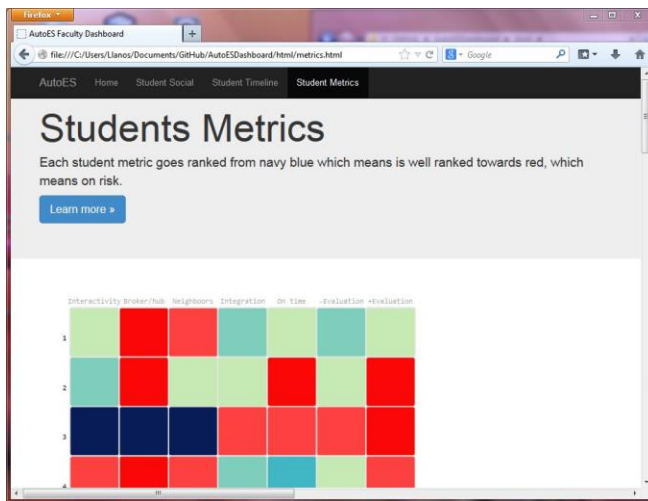 Firefox
AutoES Faculty Dashboard
file:///C:/Users/Llanos/Documents/GitHub/AutoESDashboard/html/metrics.html
Google
AutoES Home Student Social Student Timeline Student Metrics
Students Metrics
Each student metric goes ranked from navy blue which means is well ranked towards red, which
means on risk.
Learn more »
Interactivity Broker/hub Neighboors Integration On time -Evaluation +Evaluation
1
2
3
4